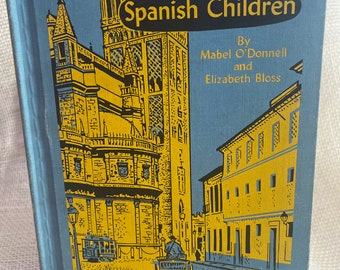 Spanish Children
By
Mabel O'Donnell
and
Elizabeth Bloss